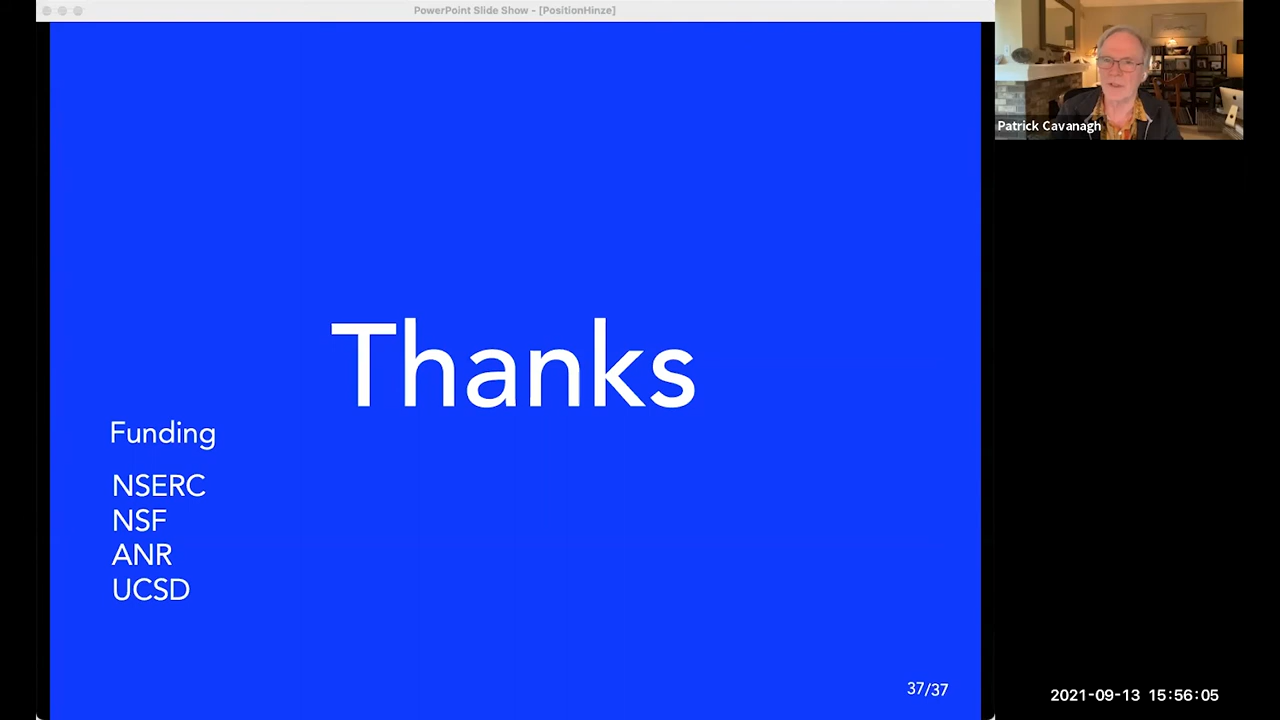 PowerPoint Slide Show - [PositionHinze]
Patrick Cavanagh
Thanks
Funding
NSERC
NSF
ANR
UCSD
37/37
2021-09-13 15:56:05